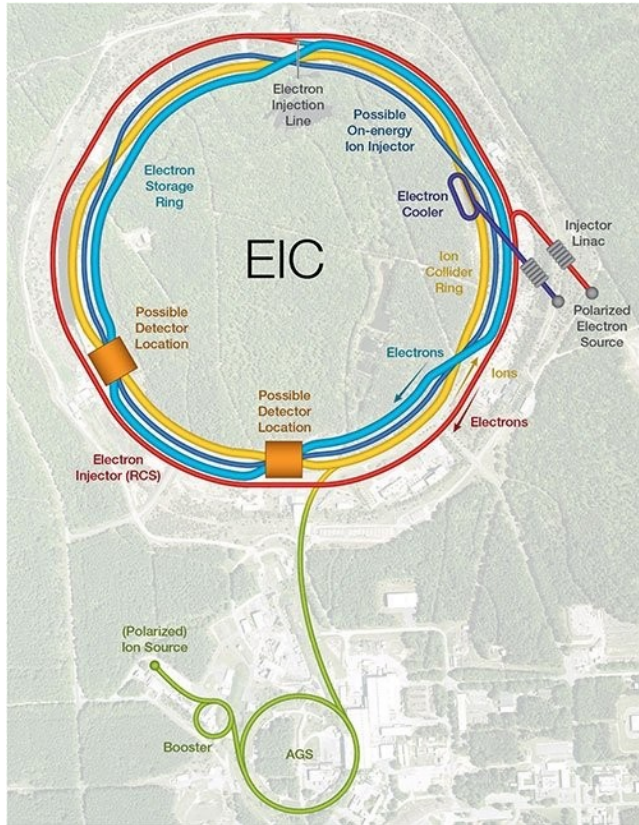 Electron
Injection
Line
Possible
On-energy
Ion Injector
Electron
Storage
Ring
Electron
Cooler
Injector
Linac
EIC
Ion
Collider
Ring
Polarized
Electron
Source
Possible
Detector
Location
Electrons
Ions
Possible
Detector
Location
Electrons
Electron
Injector (RCS)
(Polarized)
Ion Source
Booster
AGS